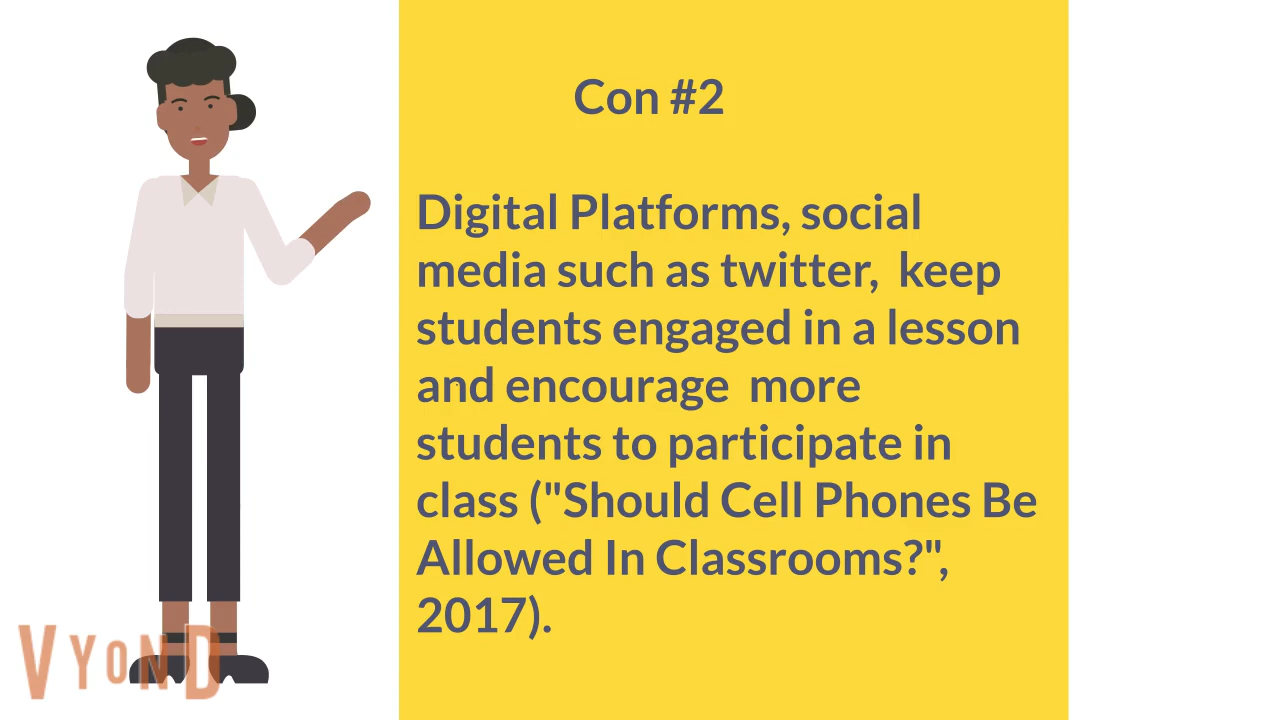 Con #2
Digital Platforms, social
media such as twitter,  keep
students engaged in a lesson
and encourage  more
students to participate in
class ("Should Cell Phones Be
Allowed In Classrooms?",
2017).
VYOND